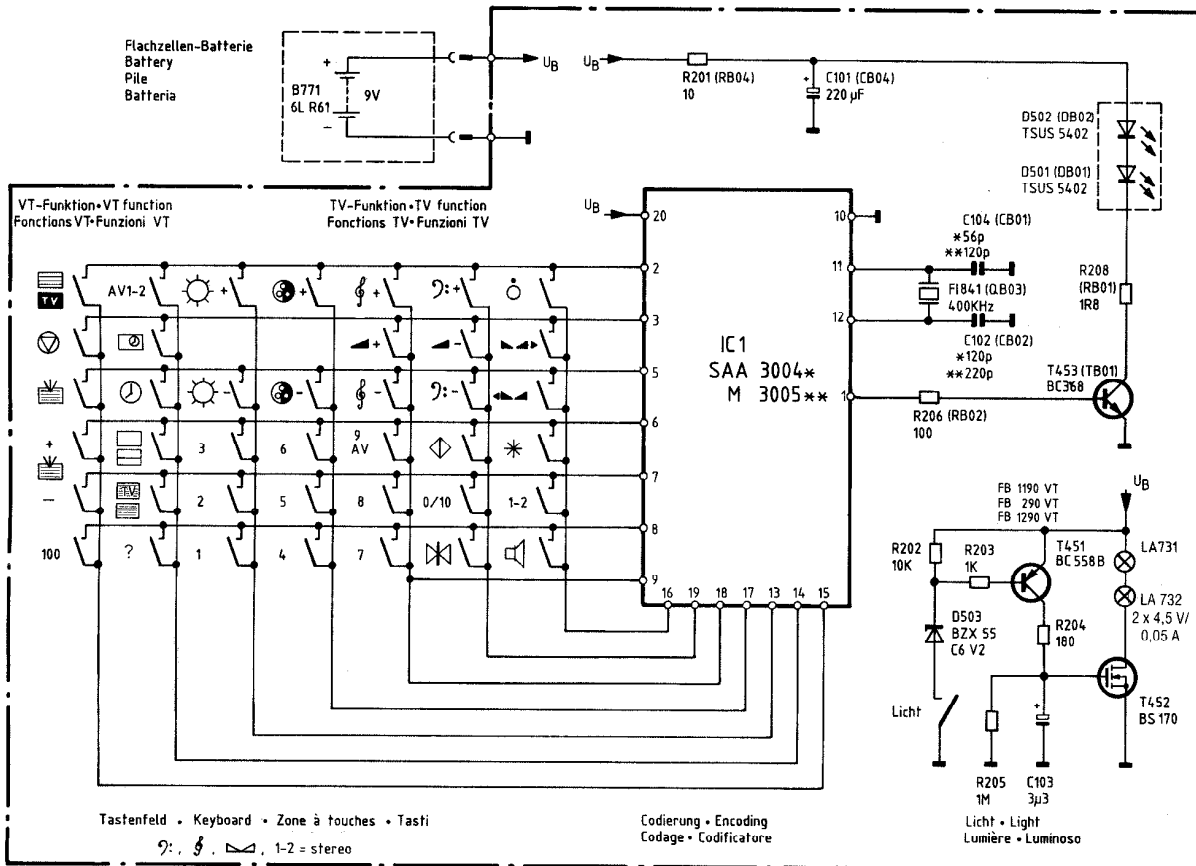 Flachzellen-Batterie
Battery
Pile
Batteria
+
B771
6L R61
9V
−
UB
UB
R201 (RB04)
10
+
C101 (CB04)
220 µF
D502 (DB02)
TSUS 5402
D501 (DB01)
TSUS 5402
VT-Funktion•VT function
Fonctions VT•Funzioni VT
TV-Funktion•TV function
Fonctions TV•Funzioni TV
UB
20
10
C104 (CB01)
*56p
**120p
2
11
R208
(RB01)
1R8
TV
AV1-2
+
+
+
+
FI841 (QB03)
400KHz
3
12
+
−
C102 (CB02)
*120p
**220p
IC1
SAA 3004*
M 3005**
T453 (TB01)
BC368
5
1
−
−
−
−
R206 (RB02)
100
6
+
3
6
9
AV
7
−
TV
2
5
8
0/10
1-2
FB 1190 VT
FB 290 VT
FB 1290 VT
UB
8
100
?
1
4
7
R202
10K
R203
1K
T451
BC558B
LA731
9
16 19 18 17 13 14 15
LA 732
2 x 4,5 V/
0,05 A
D503
BZX 55
C6 V2
R204
180
Licht
T452
BS 170
+
R205
1M
C103
3µ3
Tastenfeld • Keyboard • Zone à touches • Tasti
1-2 = stereo
Codierung • Encoding
Codage • Codificature
Licht • Light
Lumière • Luminoso